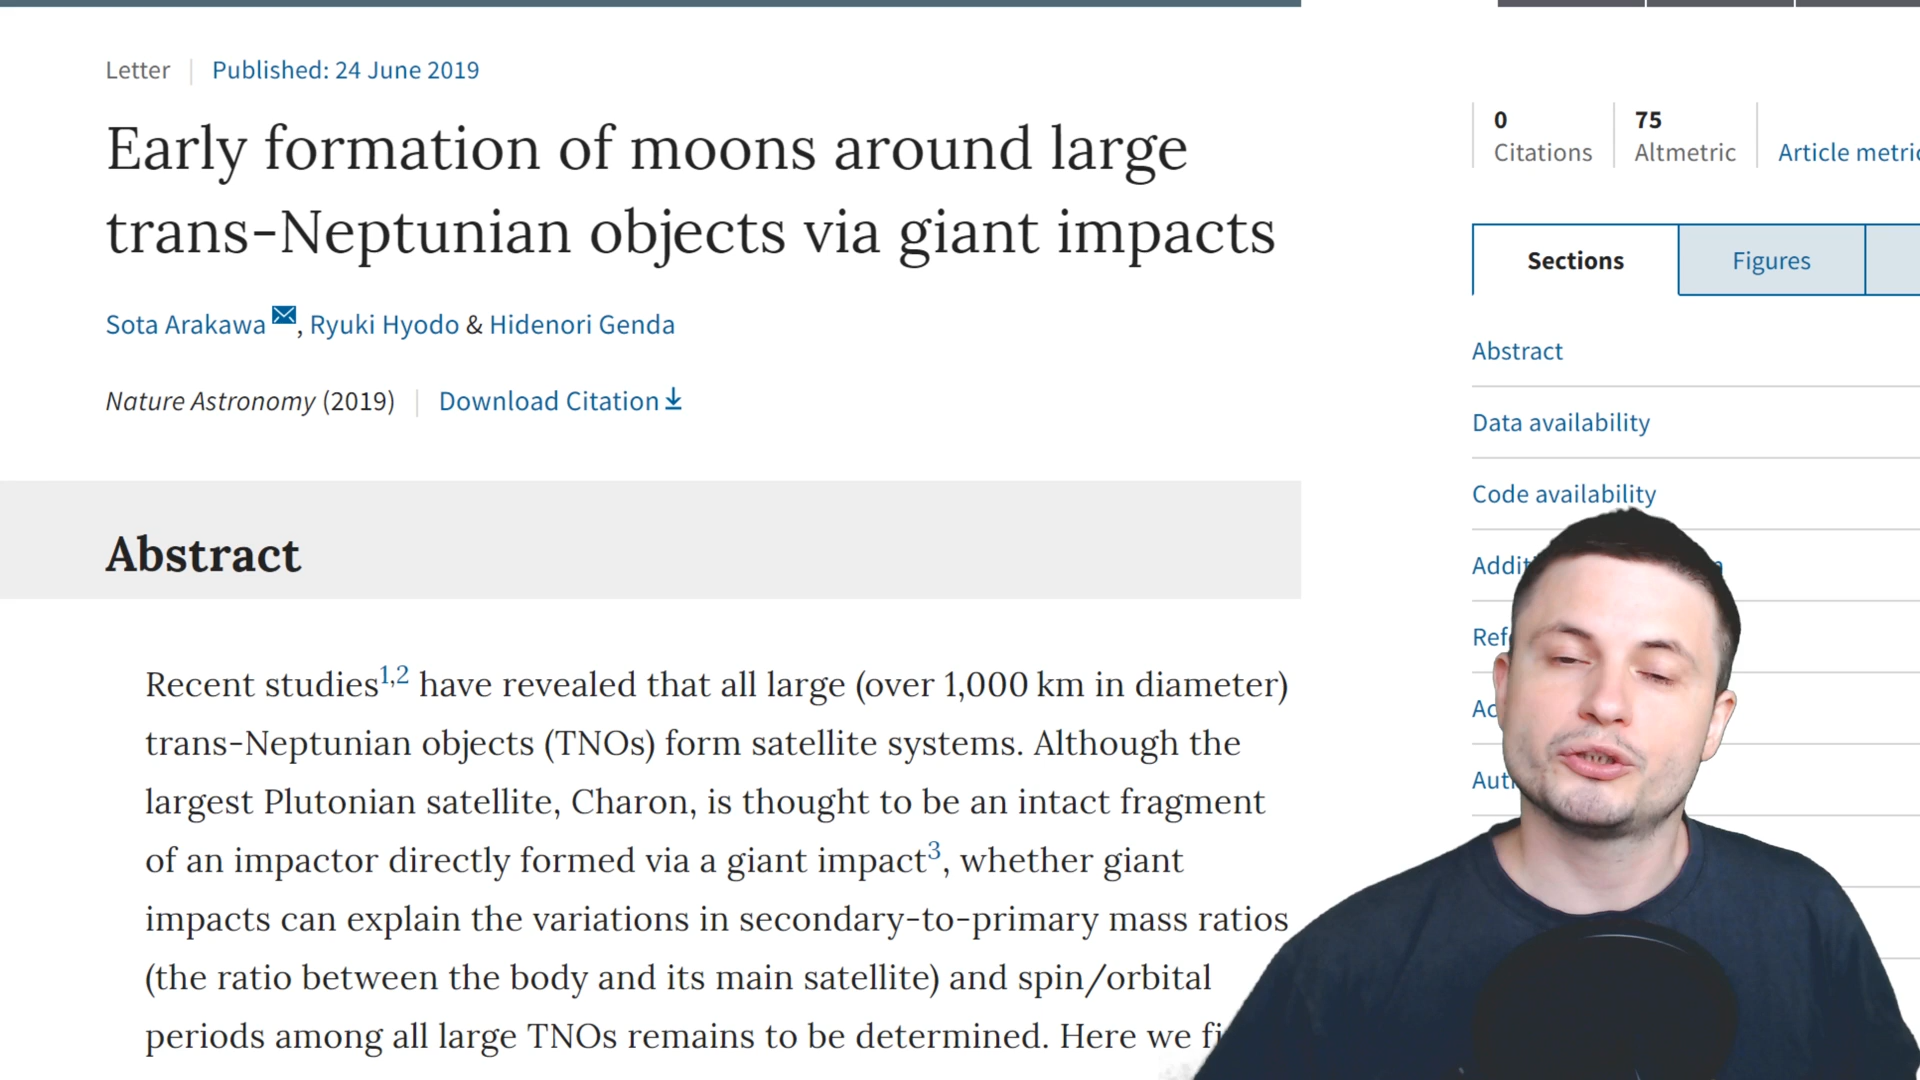 Letter | Published: 24 June 2019
Early formation of moons around large
trans-Neptunian objects via giant impacts
Sota Arakawa, Ryuki Hyodo & Hidenori Genda
Nature Astronomy (2019) | Download Citation
Abstract
Recent studies1,2 have revealed that all large (over 1,000 km in diameter)
trans-Neptunian objects (TNOs) form satellite systems. Although the
largest Plutonian satellite, Charon, is thought to be an intact fragment
of an impactor directly formed via a giant impact3, whether giant
impacts can explain the variations in secondary-to-primary mass ratios
(the ratio between the body and its main satellite) and spin/orbital
periods among all large TNOs remains to be determined. Here we
0
Citations
75
Altmetric
Article
Sections
Figures
Abstract
Data availability
Code availability